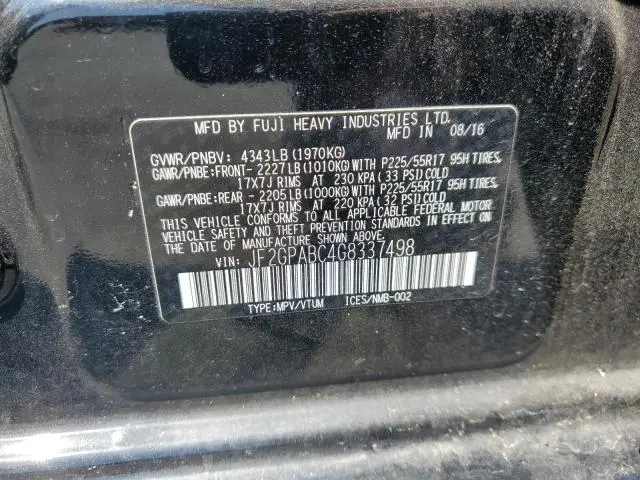 MFD BY FUJI HEAVY INDUSTRIES LTD.
MFD IN 08/16
GVWR/PNBV: 4343LB (1970KG)
GAWR/PNBE:FRONT- 2227LB(1010KG)WITH P225/55R17 95H TIRES,
17X7J RIMS AT 230 KPA (33 PSI)COLD
GAWR/PNBE:REAR - 2205LB(1000KG)WITH P225/55R17 95H TIRES,
17X7J RIMS AT 220 KPA (32 PSI)COLD
THIS VEHICLE CONFORMS TO ALL APPLICABLE FEDERAL MOTOR
VEHICLE SAFETY AND THEFT PREVENTION STANDARDS IN EFFECT ON
THE DATE OF MANUFACTURE SHOWN ABOVE.
VIN: JF2GPABC4G8337498
TYPE:MPV/VTUM ICES/NMB-002